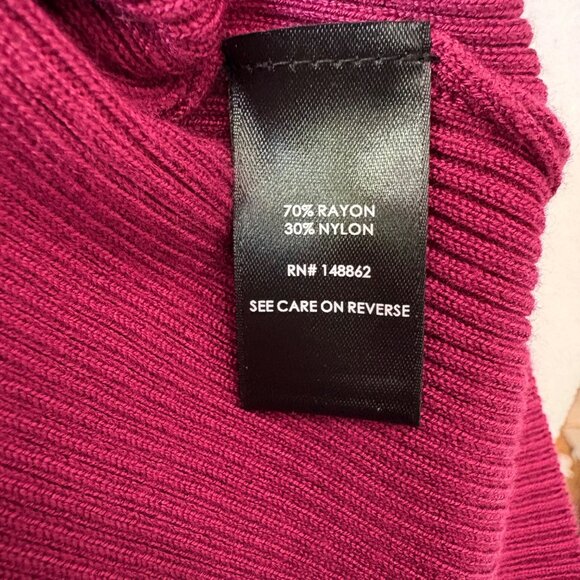 70% RAYON
30% NYLON
RN# 148862
SEE CARE ON REVERSE